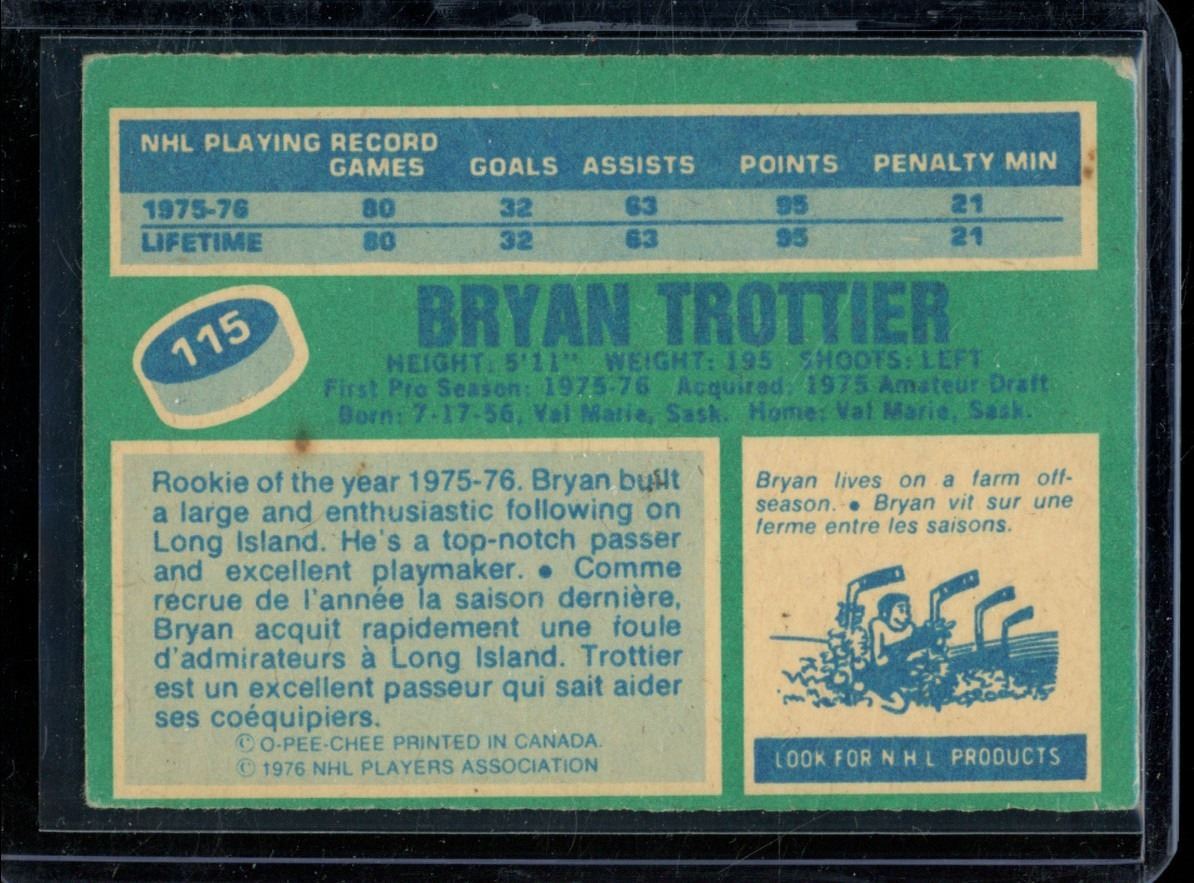 NHL PLAYING RECORD
GAMES GOALS ASSISTS POINTS PENALTY MIN
1975-76 80 32 63 95 21
LIFETIME 80 32 63 95 21
115
BRYAN TROTTIER
HEIGHT: 5'11" WEIGHT: 195 SHOOTS: LEFT
First Pro Season: 1975-76 Acquired: 1975 Amateur Draft
Born: 7-17-56, Val Marie, Sask. Home: Val Marie, Sask.
Rookie of the year 1975-76. Bryan built
a large and enthusiastic following on
Long Island. He's a top-notch passer
and excellent playmaker. • Comme
recrue de l'année la saison dernière,
Bryan acquit rapidement une foule
d'admirateurs à Long Island. Trottier
est un excellent passeur qui sait aider
ses coéquipiers.
© O-PEE-CHEE PRINTED IN CANADA.
© 1976 NHL PLAYERS ASSOCIATION
Bryan lives on a farm off-
season. • Bryan vit sur une
ferme entre les saisons.
LOOK FOR N H L PRODUCTS